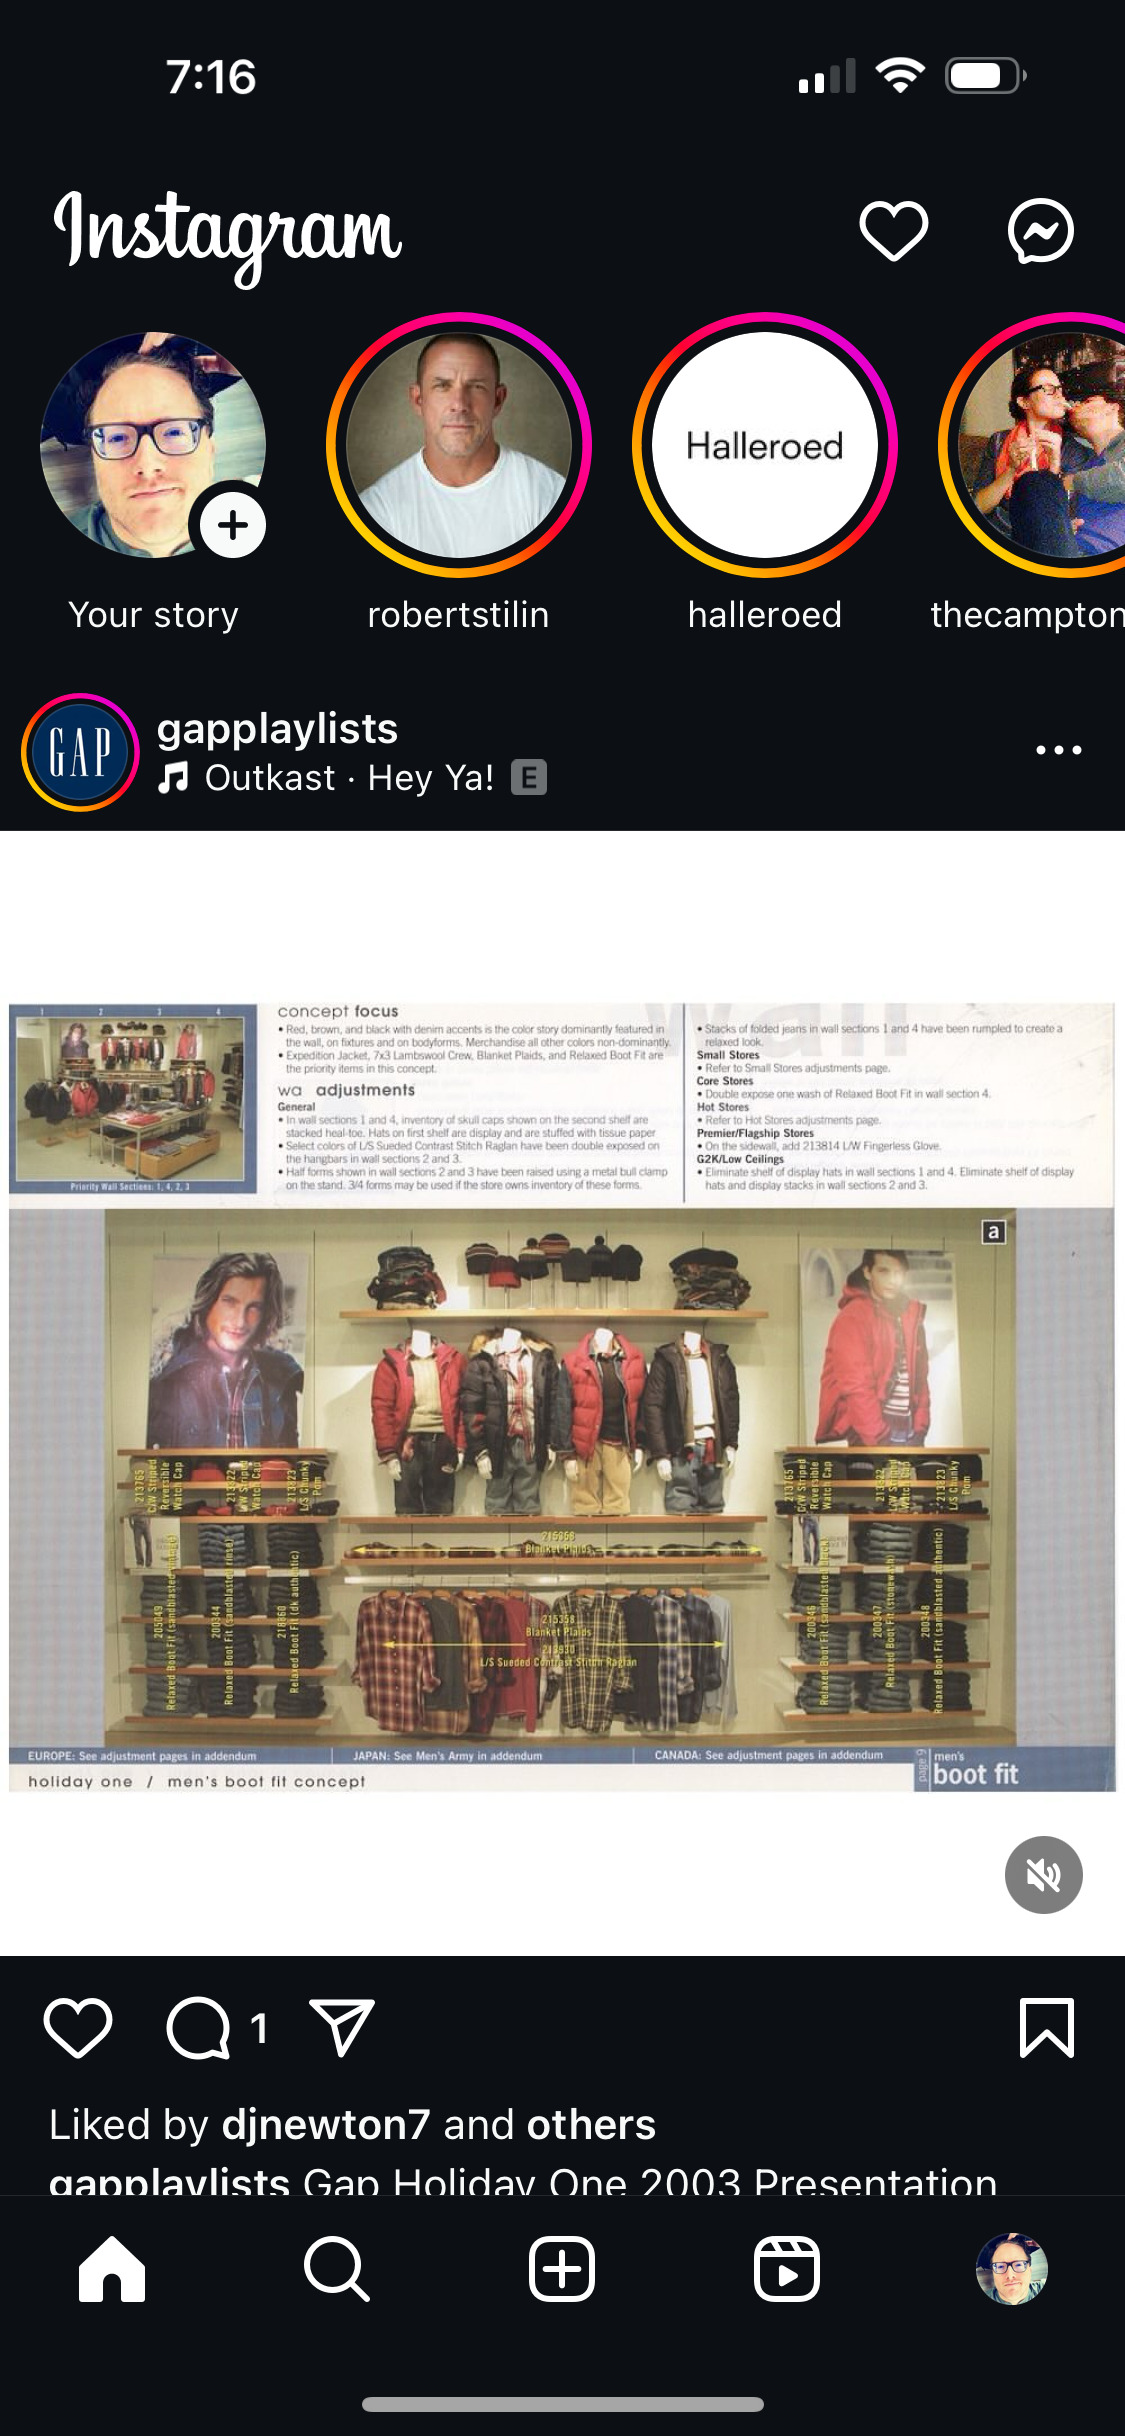 7:16
Instagram
Halleroed
Your story
robertstilin
halleroed
thecampton
GAP
gapplaylists
Outkast · Hey Ya! E
1 2 3 4
Priority Wall Sections: 1, 4, 2, 3
concept focus
• Red, brown, and black with denim accents is the color story dominantly featured in
the wall, on fixtures and on bodyforms. Merchandise all other colors non-dominantly.
• Expedition Jacket, 7x3 Lambswool Crew, Blanket Plaids, and Relaxed Boot Fit are
the priority items in this concept.
wa adjustments
General
• In wall sections 1 and 4, inventory of skull caps shown on the second shelf are
stacked heal-toe. Hats on first shelf are display and are stuffed with tissue paper
• Select colors of L/S Sueded Contrast Stitch Raglan have been double exposed on
the hangbars in wall sections 2 and 3.
• Half forms shown in wall sections 2 and 3 have been raised using a metal bull clamp
on the stand. 3/4 forms may be used if the store owns inventory of these forms.
wall
• Stacks of folded jeans in wall sections 1 and 4 have been rumpled to create a
relaxed look.
Small Stores
• Refer to Small Stores adjustments page.
Core Stores
• Double expose one wash of Relaxed Boot Fit in wall section 4.
Hot Stores
• Refer to Hot Stores adjustments page.
Premier/Flagship Stores
• On the sidewall, add 213814 L/W Fingerless Glove.
G2K/Low Ceilings
• Eliminate shelf of display hats in wall sections 1 and 4. Eliminate shelf of display
hats and display stacks in wall sections 2 and 3.
a
213765
C/W Striped
Reversible
Watch Cap
213722
Striped
Watch Cap
213223
L/S Chunky
Pom
213765
C/W Striped
Reversible
Watch Cap
Striped
Watch Cap
213223
L/S Chunky
Pom
Blanket Plaids
205049
Relaxed Boot Fit (sandblasted
200344
Relaxed Boot Fit (sandblasted rinse)
218860
Relaxed Boot Fit (dk authentic)
215358
Blanket Plaids
L/S Sueded Contrast Stitch Raglan
200346
Relaxed Boot Fit (sandblasted
200347
Relaxed Boot Fit (stonewash)
200348
Relaxed Boot Fit (sandblasted authentic)
EUROPE: See adjustment pages in addendum
JAPAN: See Men's Army in addendum
CANADA: See adjustment pages in addendum
holiday one / men's boot fit concept
page 9
men's
boot fit
1
Liked by djnewton7 and others
gapplaylists Gap Holiday One 2003 Presentation